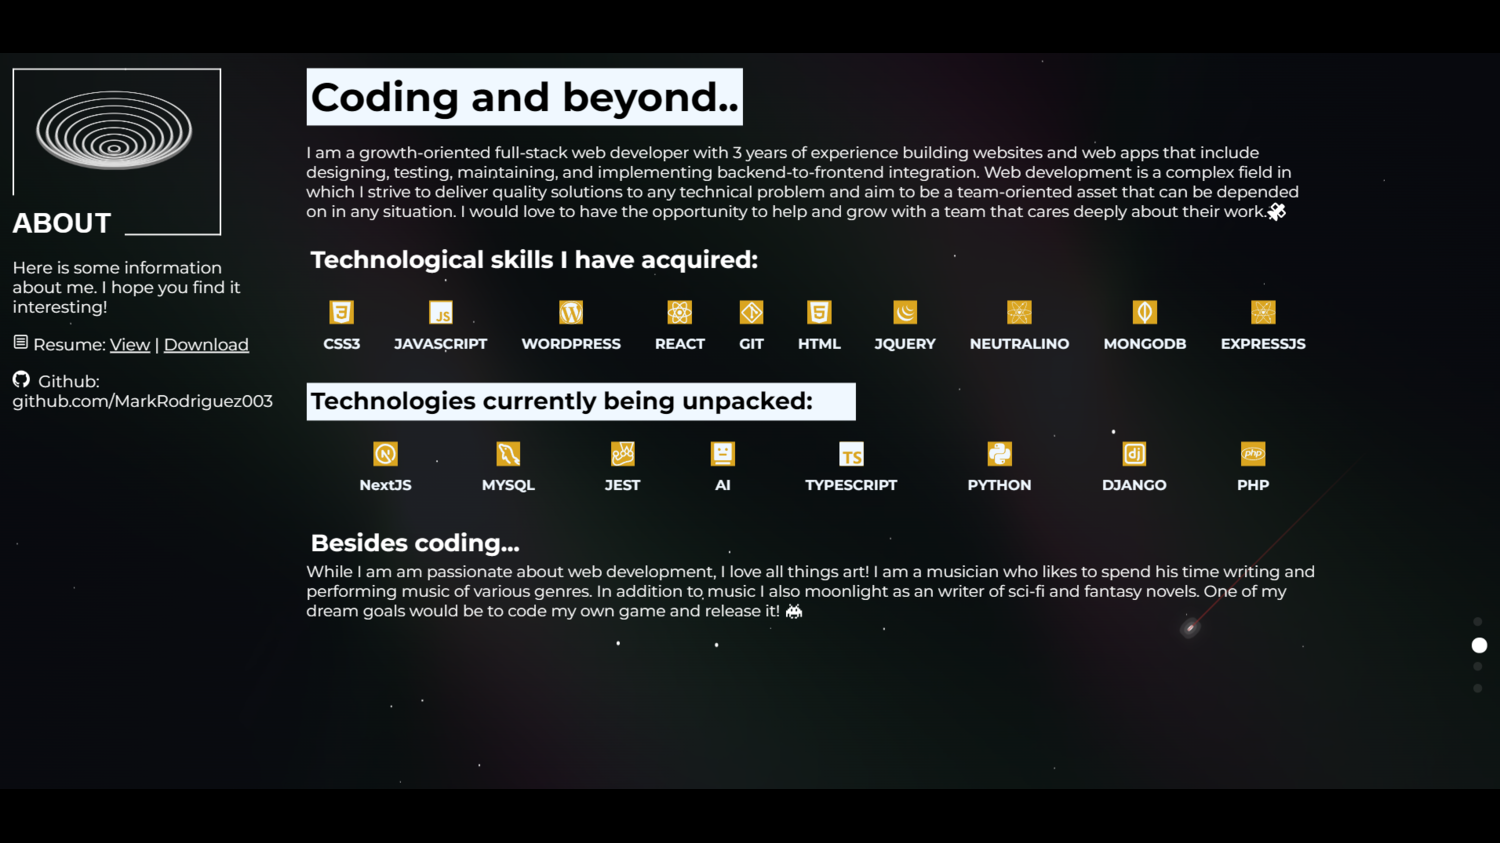 ABOUT
Here is some information
about me. I hope you find it
interesting!
Resume: View | Download
Github:
github.com/MarkRodriguez003
Coding and beyond..
I am a growth-oriented full-stack web developer with 3 years of experience building websites and web apps that include
designing, testing, maintaining, and implementing backend-to-frontend integration. Web development is a complex field in
which I strive to deliver quality solutions to any technical problem and aim to be a team-oriented asset that can be depended
on in any situation. I would love to have the opportunity to help and grow with a team that cares deeply about their work.
Technological skills I have acquired:
JS
CSS3 JAVASCRIPT WORDPRESS REACT GIT HTML JQUERY NEUTRALINO MONGODB EXPRESSJS
Technologies currently being unpacked:
TS dj php
NextJS MYSQL JEST AI TYPESCRIPT PYTHON DJANGO PHP
Besides coding...
While I am am passionate about web development, I love all things art! I am a musician who likes to spend his time writing and
performing music of various genres. In addition to music I also moonlight as an writer of sci-fi and fantasy novels. One of my
dream goals would be to code my own game and release it!